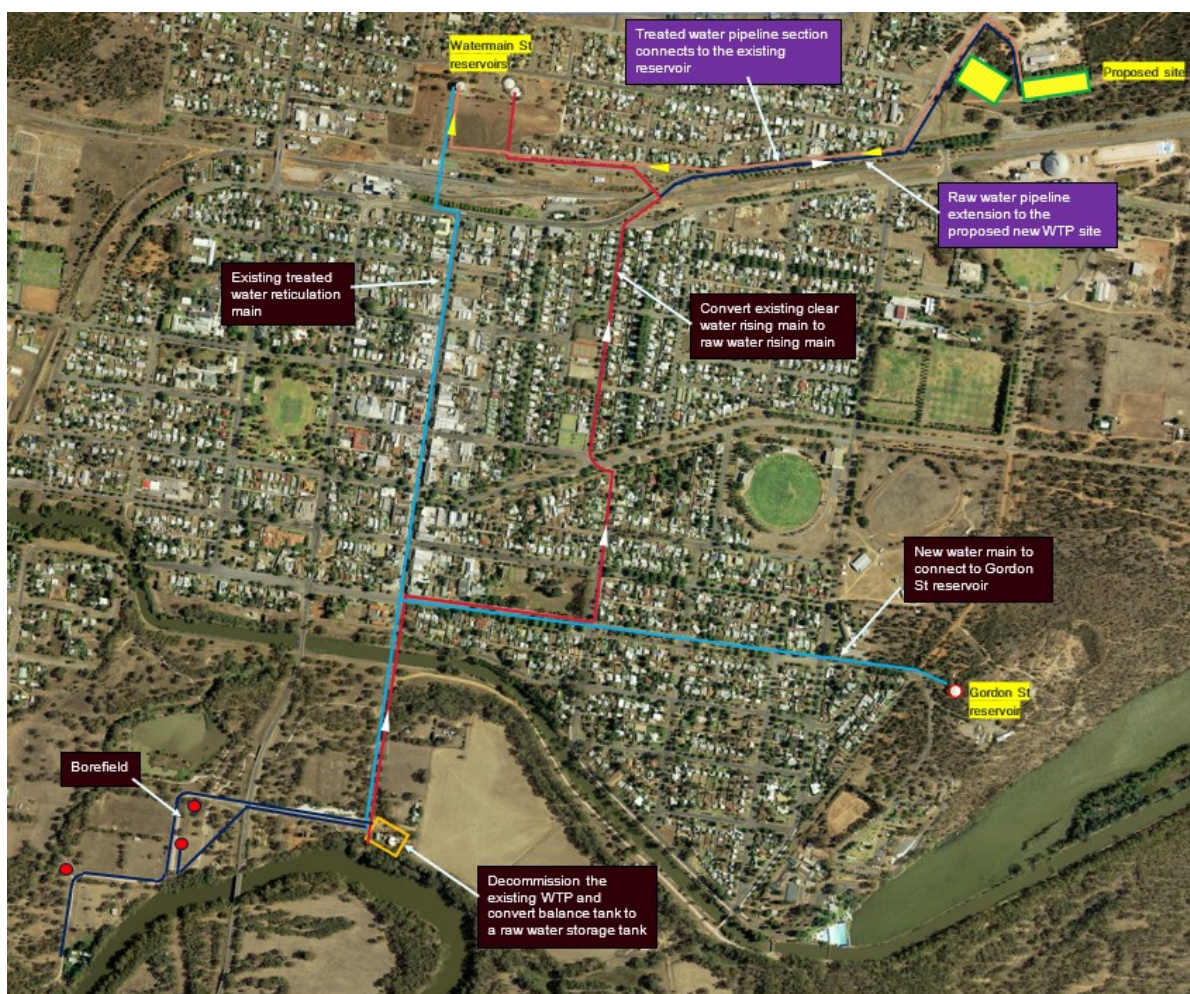 Watermain St
reservoirs
Treated water pipeline section
connects to the existing
reservoir
Proposed site
Raw water pipeline
extension to the
proposed new WTP site
Existing treated
water reticulation
main
Convert existing clear
water rising main to
raw water rising main
New water main to
connect to Gordon
St reservoir
Gordon St
reservoir
Borefield
Decommission the
existing WTP and
convert balance tank to
a raw water storage tank